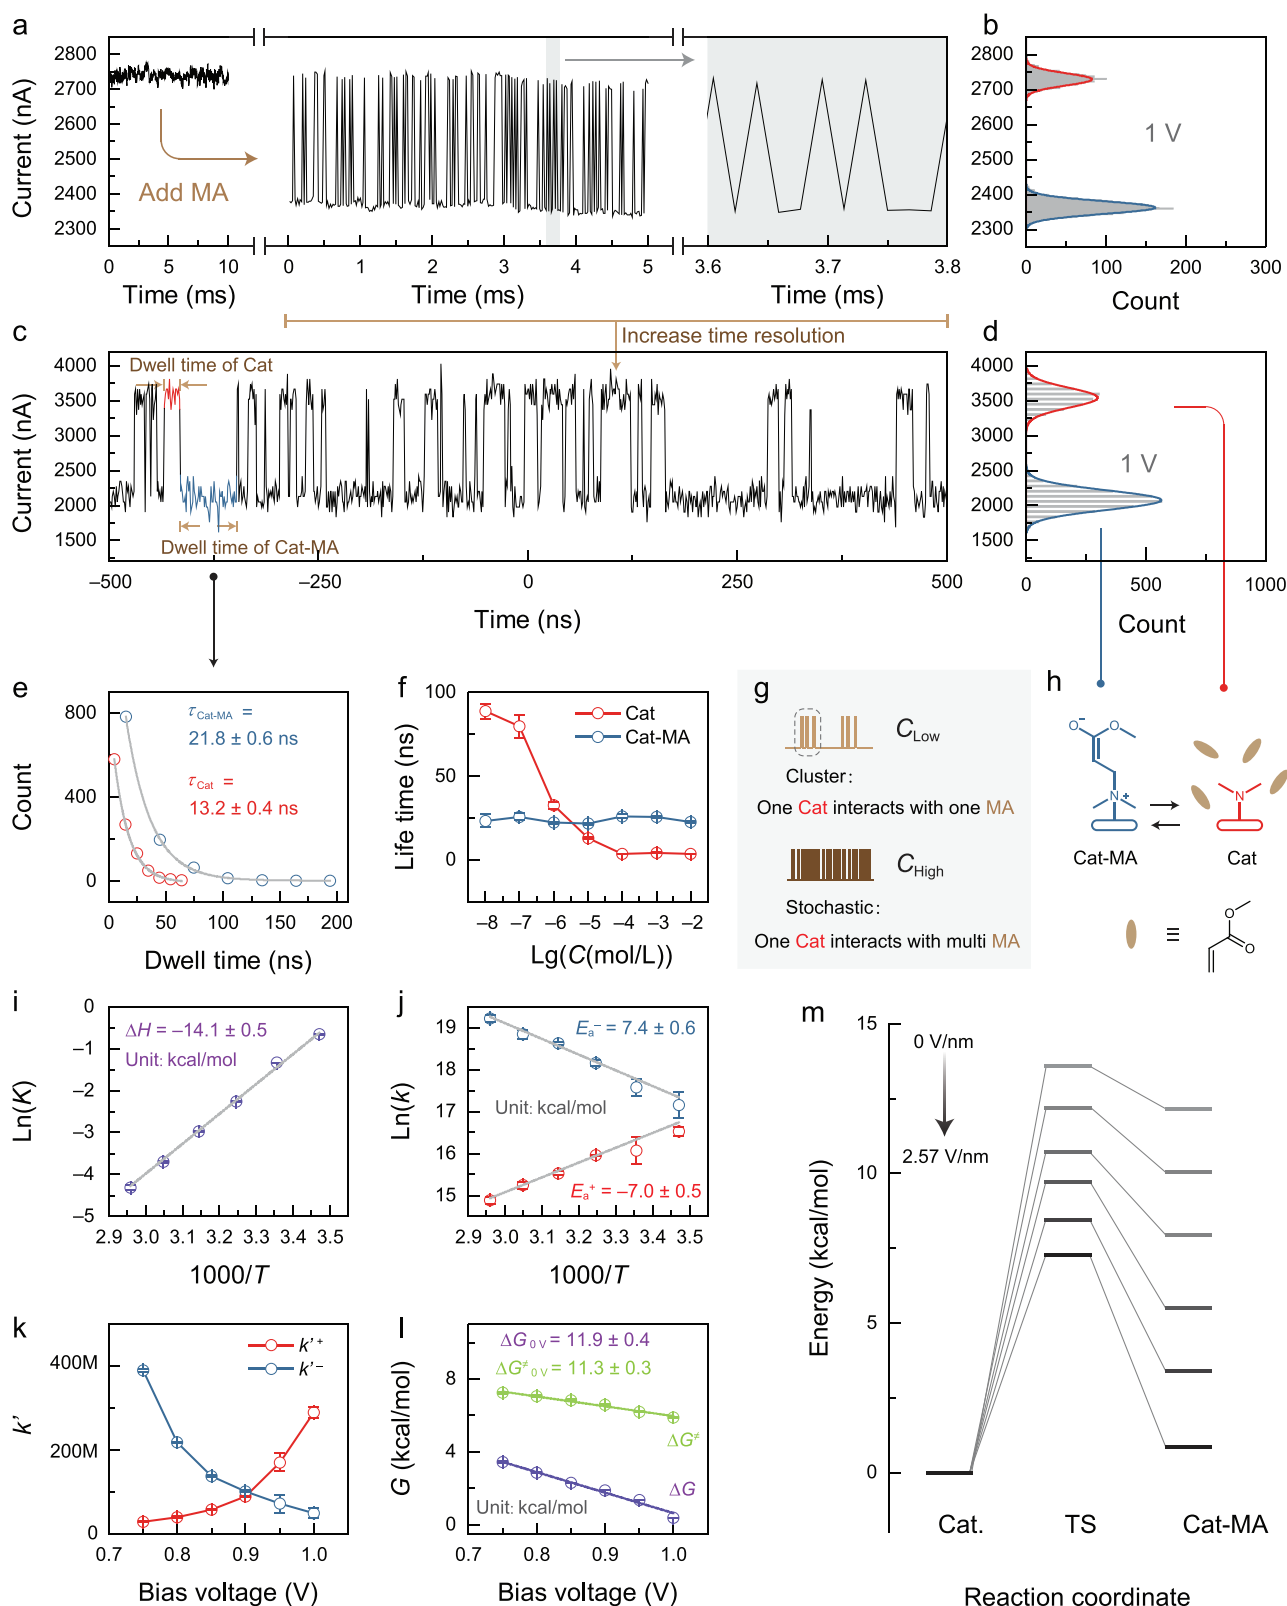 a
Current (nA)
2800
2700
2600
2500
2400
2300
Add MA
0 5 10
Time (ms)
0 1 2 3 4 5
Time (ms)
3.6 3.7 3.8
Time (ms)
b
2800
2700
2600
2500
2400
2300
1 V
0 100 200 300
Count
c
Current (nA)
4000
3500
3000
2500
2000
1500
Increase time resolution
Dwell time of Cat
Dwell time of Cat-MA
–500 –250 0 250 500
Time (ns)
d
4000
3500
3000
2500
2000
1500
1 V
0 500 1000
Count
e
Count
800
400
0
τCat-MA =
21.8 ± 0.6 ns
τCat =
13.2 ± 0.4 ns
0 50 100 150 200
Dwell time (ns)
f
Life time (ns)
100
50
0
Cat
Cat-MA
–8 –7 –6 –5 –4 –3 –2
Lg(C(mol/L))
g
CLow
Cluster:
One Cat interacts with one MA
CHigh
Stochastic:
One Cat interacts with multi MA
h
O–
O
N+
N
Cat-MA
Cat
≡
O
O
i
Ln(K)
0
–1
–2
–3
–4
–5
ΔH = –14.1 ± 0.5
Unit: kcal/mol
2.9 3.0 3.1 3.2 3.3 3.4 3.5
1000/T
j
Ln(k)
19
18
17
16
15
Ea– = 7.4 ± 0.6
Unit: kcal/mol
Ea+ = –7.0 ± 0.5
2.9 3.0 3.1 3.2 3.3 3.4 3.5
1000/T
k
k'
400M
200M
0
k'+
k'–
0.7 0.8 0.9 1.0
Bias voltage (V)
l
G (kcal/mol)
8
4
0
ΔG0 V = 11.9 ± 0.4
ΔG≠0 V = 11.3 ± 0.3
ΔG≠
ΔG
Unit: kcal/mol
0.7 0.8 0.9 1.0
Bias voltage (V)
m
Energy (kcal/mol)
15
10
5
0
0 V/nm
2.57 V/nm
Cat. TS Cat-MA
Reaction coordinate